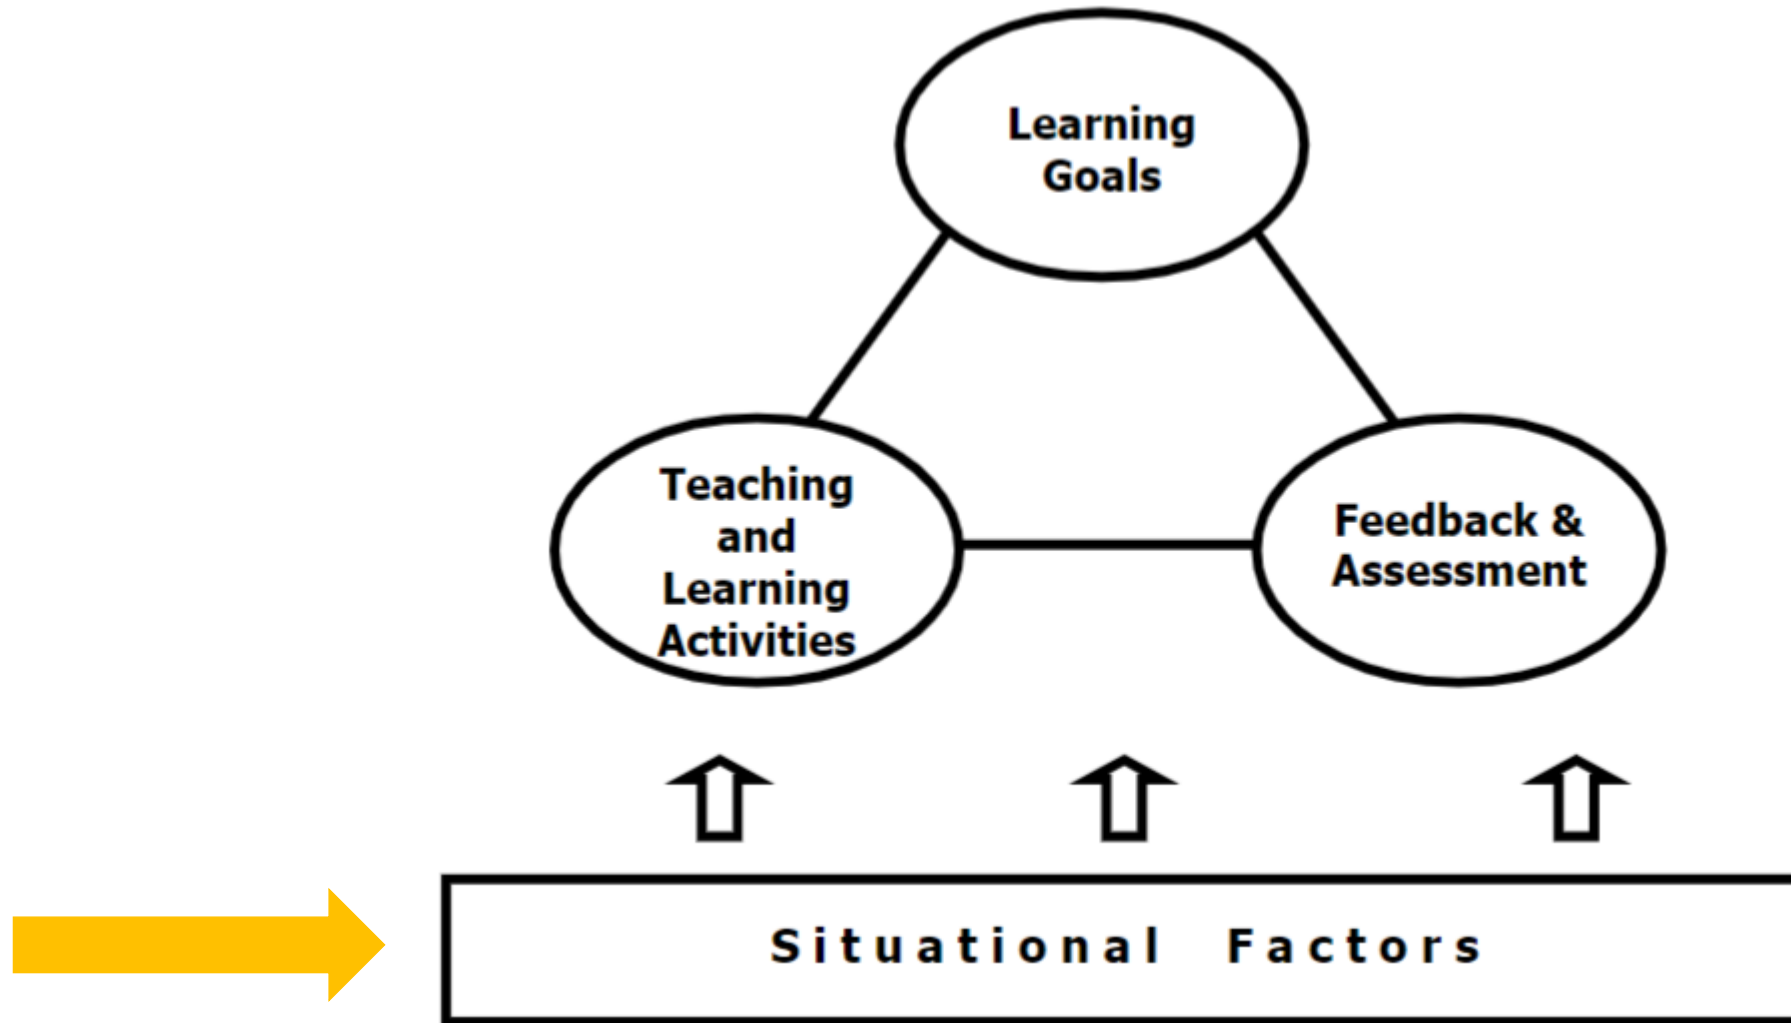 Learning
Goals
Teaching
and
Learning
Activities
Feedback &
Assessment
Situational Factors